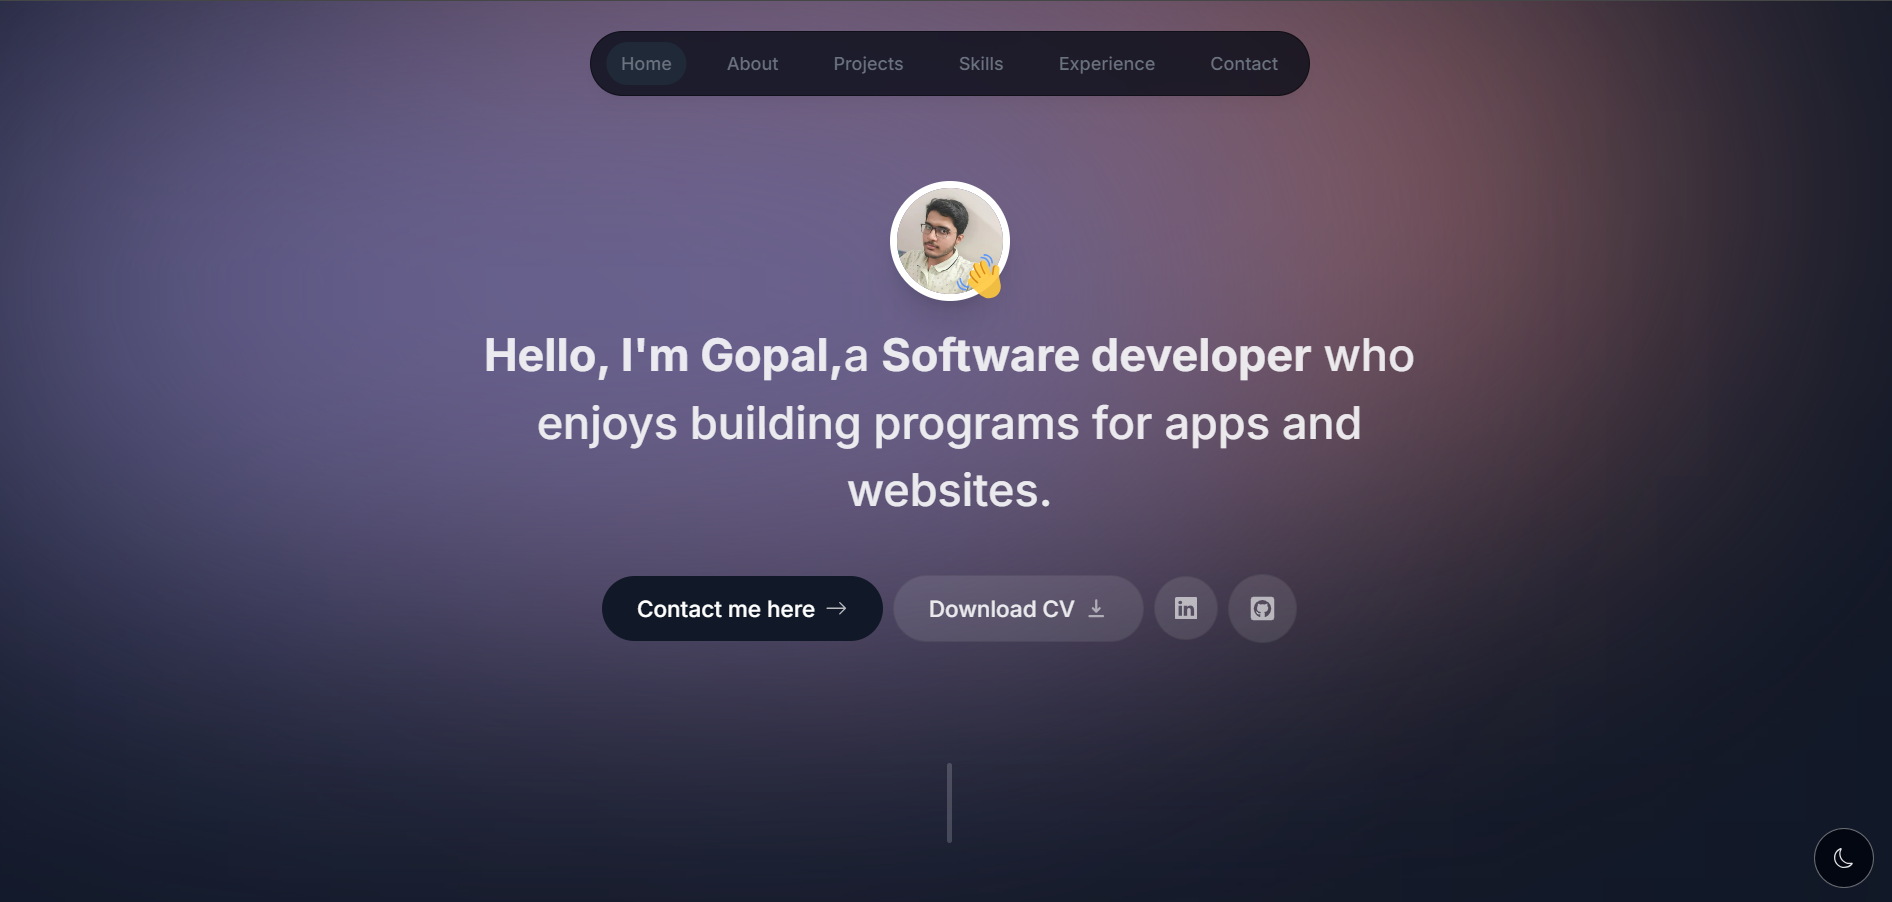 Home About Projects Skills Experience Contact
Hello, I'm Gopal,a Software developer who
enjoys building programs for apps and
websites.
Contact me here → Download CV in